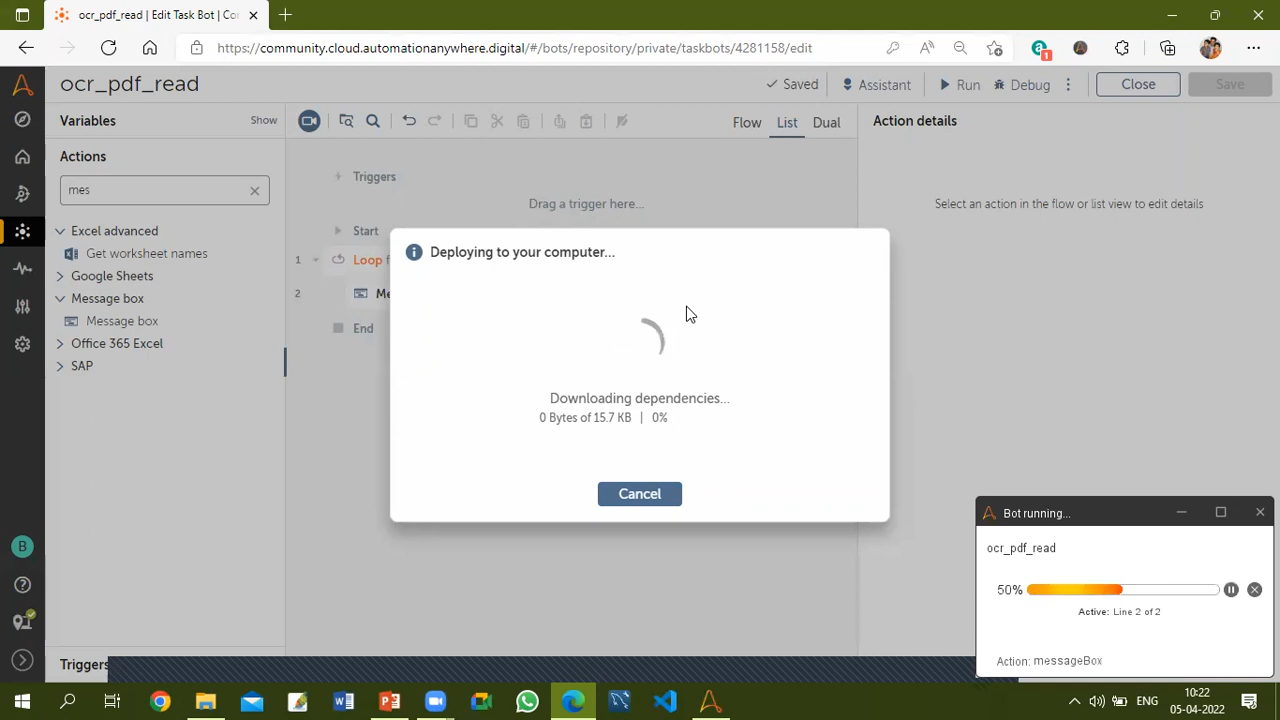 ocr_pdf_read | Edit Task Bot | Co
https://community.cloud.automationanywhere.digital/#/bots/repository/private/taskbots/4281158/edit
1
ocr_pdf_read
Saved
Assistant
Run
Debug
Close
Save
Variables
Show
Flow
List
Dual
Action details
Actions
mes
Triggers
Drag a trigger here...
Select an action in the flow or list view to edit details
Excel advanced
Start
Get worksheet names
1
Loop
Google Sheets
2
Message box
Message box
End
Office 365 Excel
SAP
Deploying to your computer...
Downloading dependencies...
0 Bytes of 15.7 KB | 0%
Cancel
Bot running...
ocr_pdf_read
50%
Active: Line 2 of 2
Action: messageBox
B
Triggers
ENG
10:22
05-04-2022